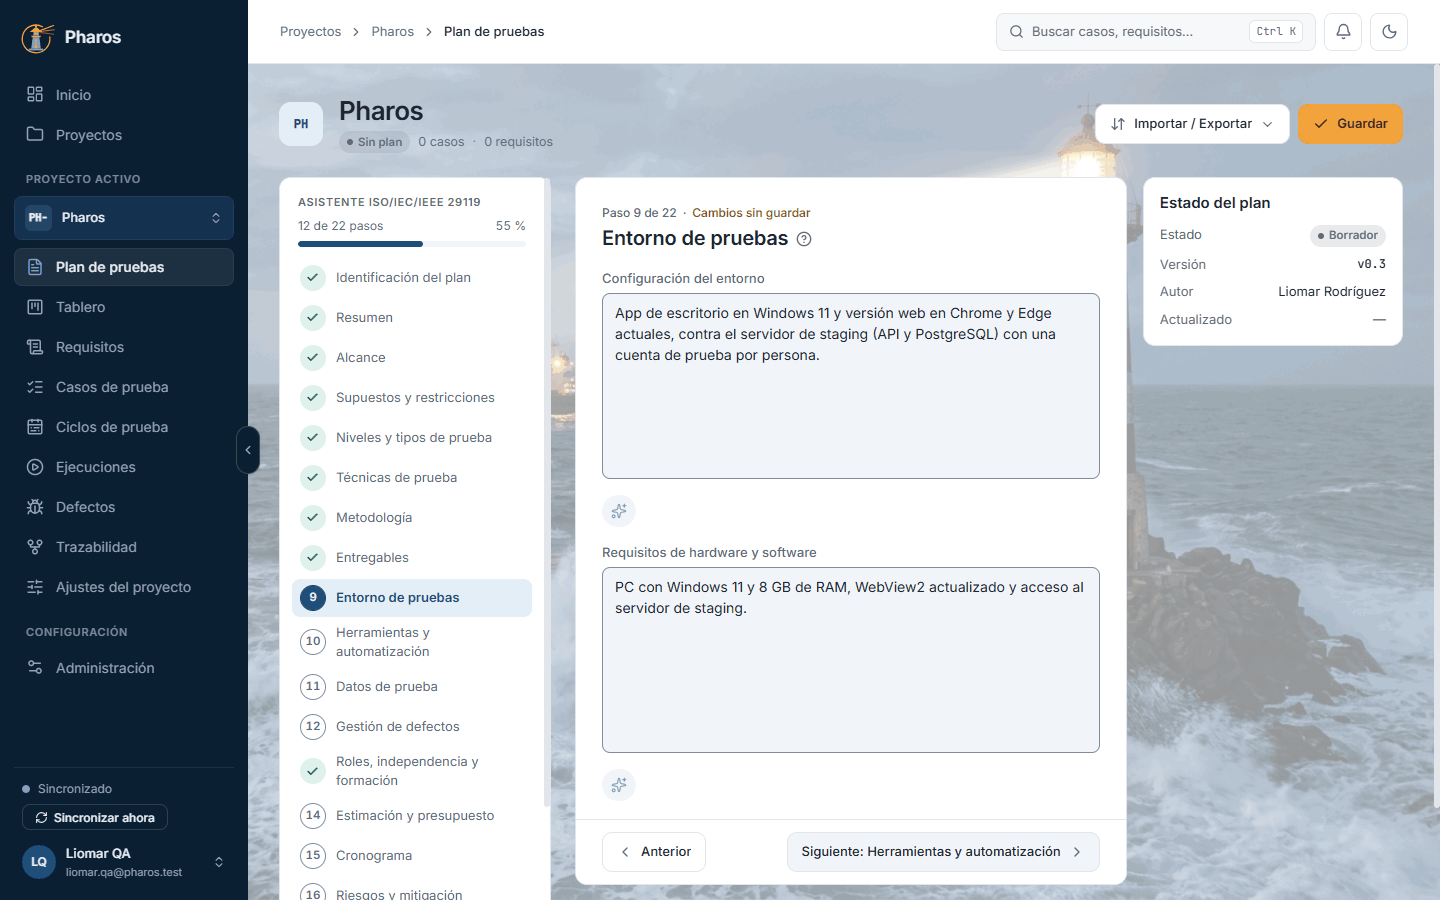 Pharos
Inicio
Proyectos
PROYECTO ACTIVO
PH-
Pharos
Plan de pruebas
Tablero
Requisitos
Casos de prueba
Ciclos de prueba
Ejecuciones
Defectos
Trazabilidad
Ajustes del proyecto
CONFIGURACIÓN
Administración
Sincronizado
Sincronizar ahora
LQ
Liomar QA
liomar.qa@pharos.test
Proyectos > Pharos > Plan de pruebas
Buscar casos, requisitos...
Ctrl K
PH
Pharos
Sin plan
0 casos · 0 requisitos
Importar / Exportar
Guardar
ASISTENTE ISO/IEC/IEEE 29119
12 de 22 pasos
55 %
Identificación del plan
Resumen
Alcance
Supuestos y restricciones
Niveles y tipos de prueba
Técnicas de prueba
Metodología
Entregables
9 Entorno de pruebas
10 Herramientas y
automatización
11 Datos de prueba
12 Gestión de defectos
Roles, independencia y
formación
14 Estimación y presupuesto
15 Cronograma
16 Riesgos y mitigación
Paso 9 de 22 · Cambios sin guardar
Entorno de pruebas
Configuración del entorno
App de escritorio en Windows 11 y versión web en Chrome y Edge
actuales, contra el servidor de staging (API y PostgreSQL) con una
cuenta de prueba por persona.
Requisitos de hardware y software
PC con Windows 11 y 8 GB de RAM, WebView2 actualizado y acceso al
servidor de staging.
Anterior
Siguiente: Herramientas y automatización
Estado del plan
Estado
Borrador
Versión
v0.3
Autor
Liomar Rodríguez
Actualizado
—